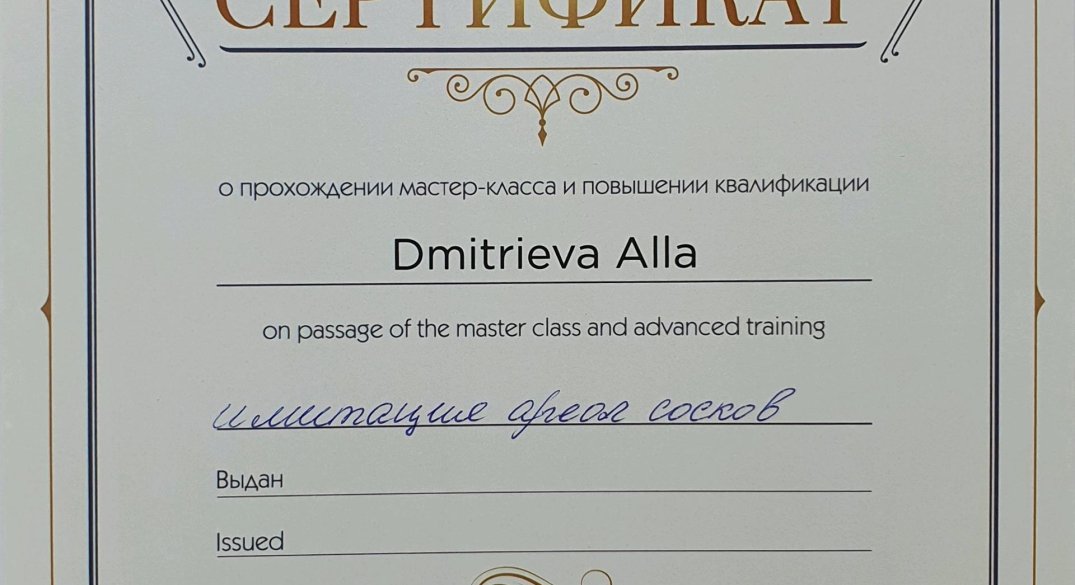 СЕРТИФИКАТ
о прохождении мастер-класса и повышении квалификации
Dmitrieva Alla
on passage of the master class and advanced training
имитация ареол сосков
Выдан
Issued